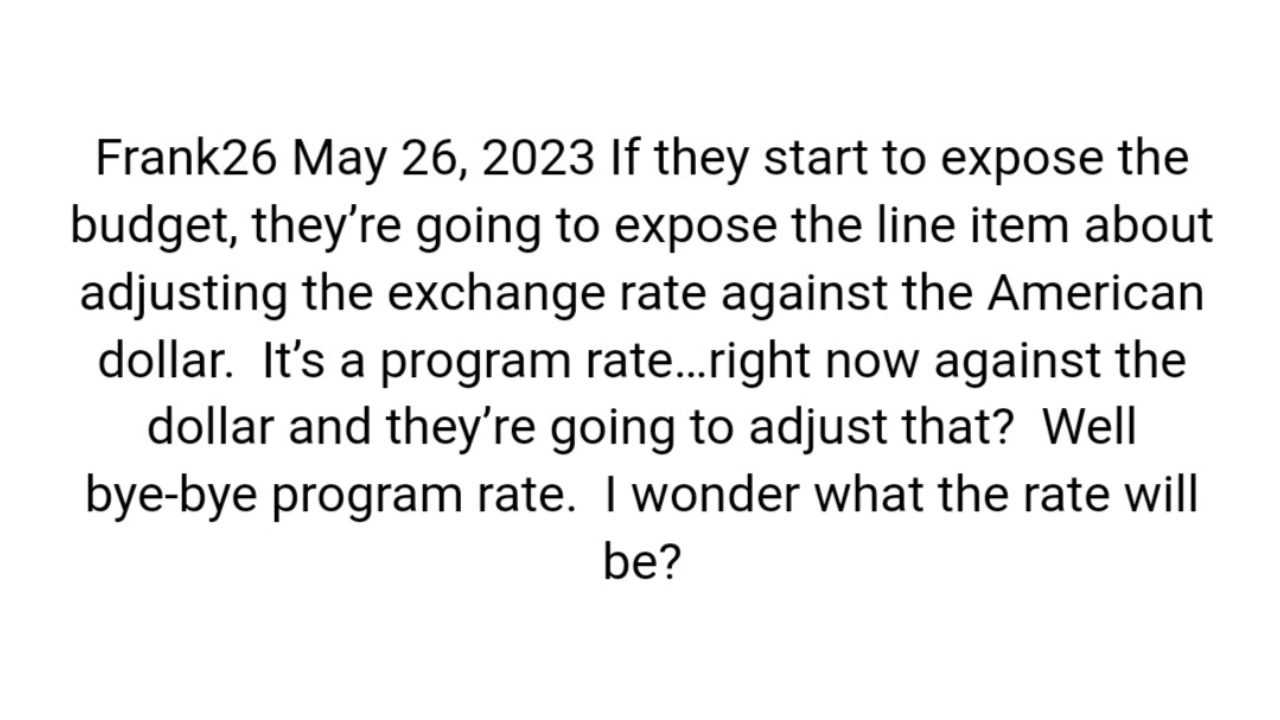 Frank26 May 26, 2023 If they start to expose the
budget, they’re going to expose the line item about
adjusting the exchange rate against the American
dollar.  It’s a program rate…right now against the
dollar and they’re going to adjust that?  Well
bye-bye program rate.  I wonder what the rate will
be?